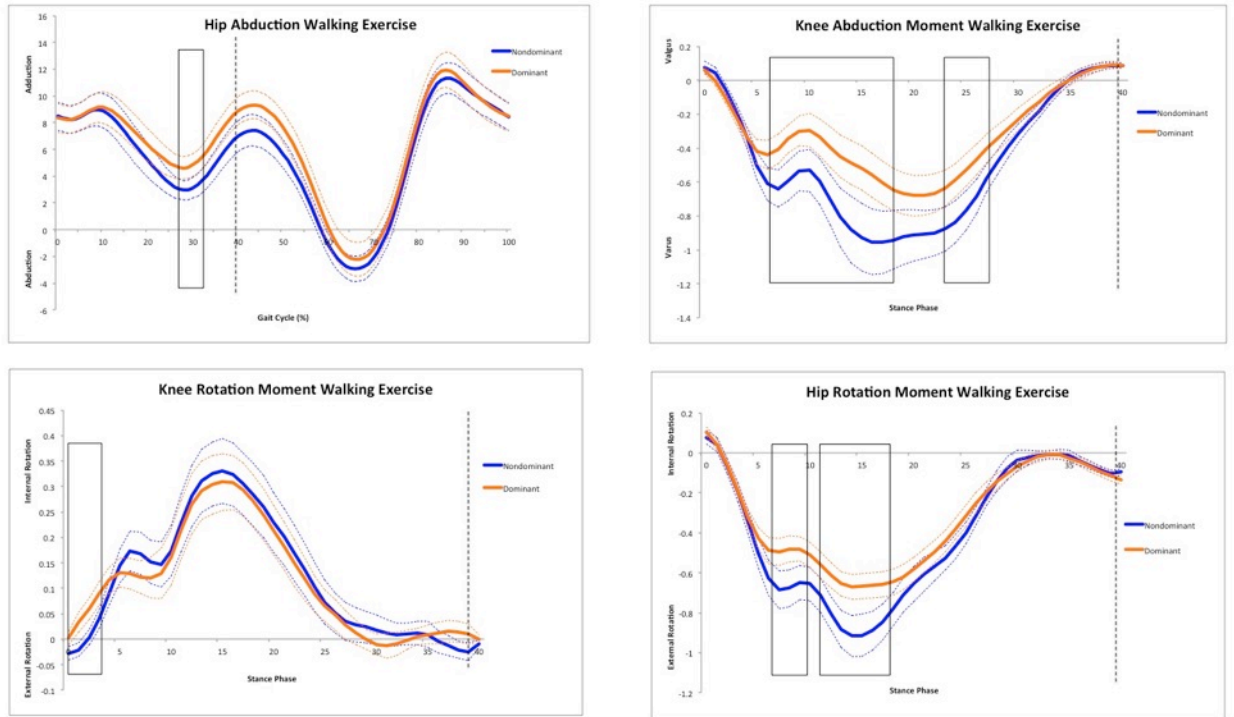 Hip Abduction Walking Exercise
16
14
12
10
8
6
4
2
0
-2
-4
-6
Adduction
Abduction
0 10 20 30 40 50 60 70 80 90 100
Gait Cycle (%)
Nondominant
Dominant
Knee Abduction Moment Walking Exercise
0.2
0
-0.2
-0.4
-0.6
-0.8
-1
-1.2
-1.4
Valgus
Varus
0 5 10 15 20 25 30 35 40
Stance Phase
Nondominant
Dominant
Knee Rotation Moment Walking Exercise
0.45
0.4
0.35
0.3
0.25
0.2
0.15
0.1
0.05
0
-0.05
-0.1
Internal Rotation
External Rotation
0 5 10 15 20 25 30 35 40
Stance Phase
Nondominant
Dominant
Hip Rotation Moment Walking Exercise
0.2
0
-0.2
-0.4
-0.6
-0.8
-1
-1.2
Internal Rotation
External Rotation
0 5 10 15 20 25 30 35 40
Stance Phase
Nondominant
Dominant